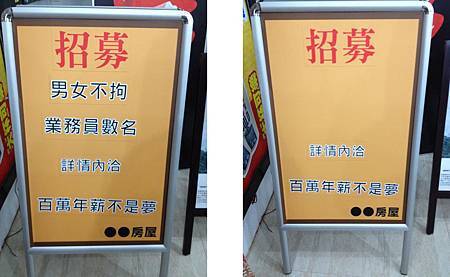 招募
男女不拘
業務員數名
詳情內洽
百萬年薪不是夢
●●房屋
招募
詳情內洽
百萬年薪不是夢
●●房屋